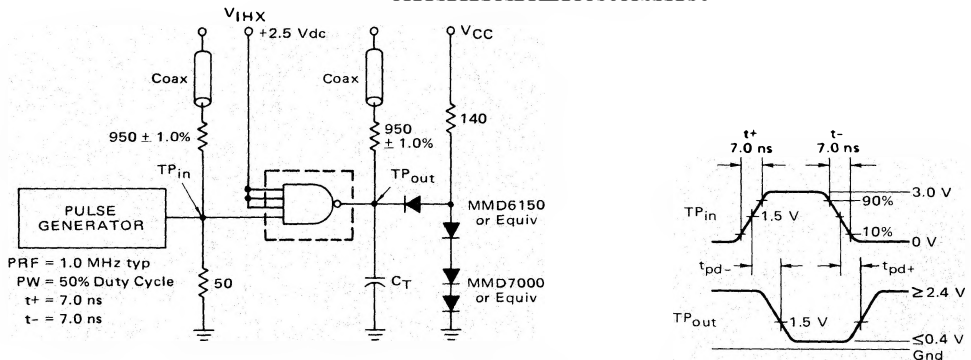 VIHX
+2.5 Vdc
VCC
Coax
Coax
140
950 ± 1.0%
950
± 1.0%
TPin
TPout
PULSE
GENERATOR
MMD6150
or Equiv
PRF = 1.0 MHz typ
PW = 50% Duty Cycle
t+ = 7.0 ns
t– = 7.0 ns
50
CT
MMD7000
or Equiv
t+
7.0 ns
t–
7.0 ns
TPin
1.5 V
3.0 V
90%
10%
0 V
tpd–
tpd+
TPout
1.5 V
≥2.4 V
≤0.4 V
Gnd